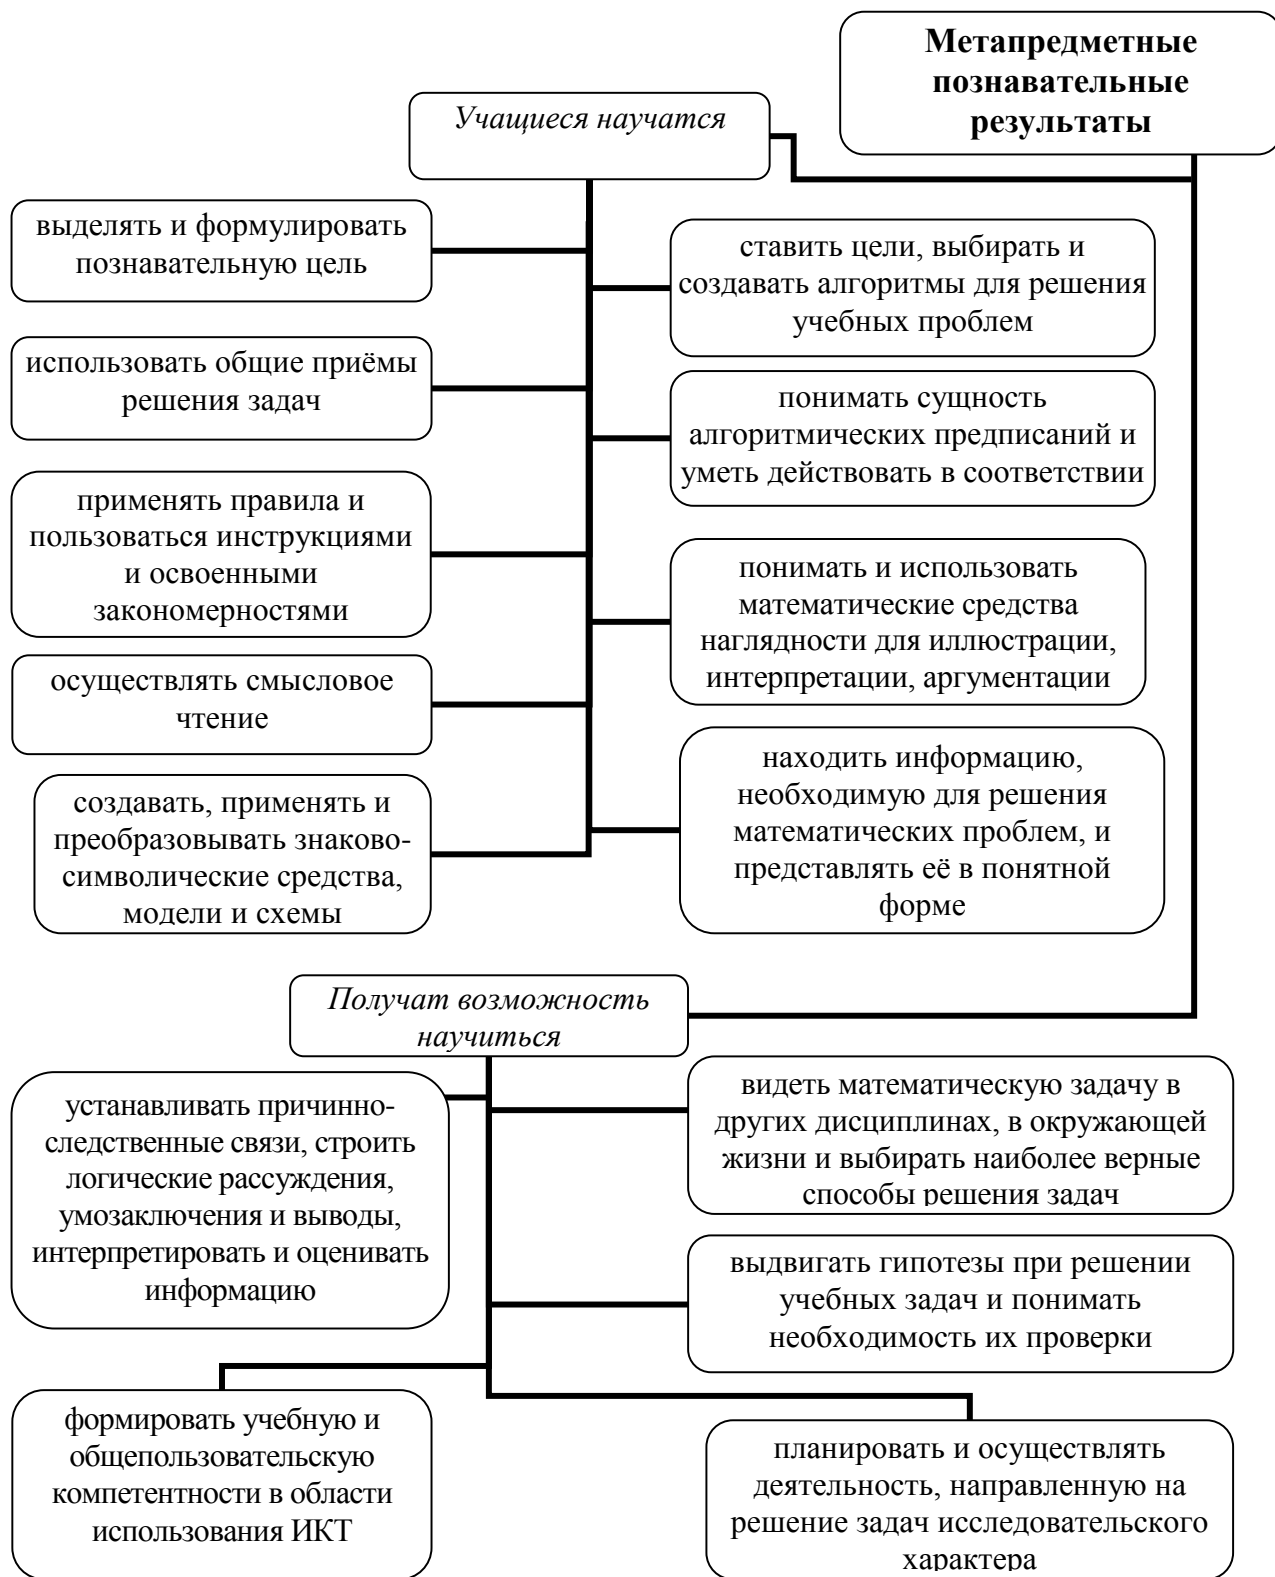 Метапредметные
познавательные
результаты
Учащиеся научатся
выделять и формулировать
познавательную цель
ставить цели, выбирать и
создавать алгоритмы для решения
учебных проблем
использовать общие приёмы
решения задач
понимать сущность
алгоритмических предписаний и
уметь действовать в соответствии
применять правила и
пользоваться инструкциями
и освоенными
закономерностями
понимать и использовать
математические средства
наглядности для иллюстрации,
интерпретации, аргументации
осуществлять смысловое
чтение
находить информацию,
необходимую для решения
математических проблем, и
представлять её в понятной
форме
создавать, применять и
преобразовывать знаково-
символические средства,
модели и схемы
Получат возможность
научиться
устанавливать причинно-
следственные связи, строить
логические рассуждения,
умозаключения и выводы,
интерпретировать и оценивать
информацию
видеть математическую задачу в
других дисциплинах, в окружающей
жизни и выбирать наиболее верные
способы решения задач
выдвигать гипотезы при решении
учебных задач и понимать
необходимость их проверки
формировать учебную и
общепользовательскую
компетентности в области
использования ИКТ
планировать и осуществлять
деятельность, направленную на
решение задач исследовательского
характера